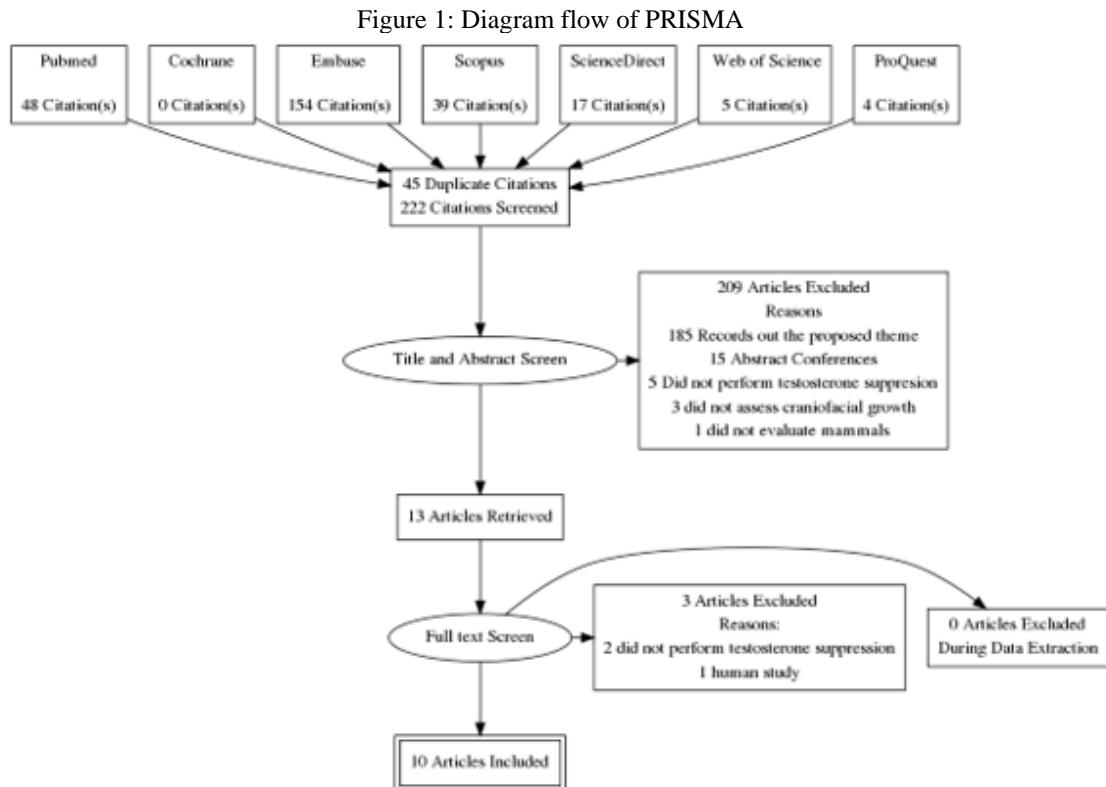 Figure 1: Diagram flow of PRISMA
Pubmed
48 Citation(s)
Cochrane
0 Citation(s)
Embase
154 Citation(s)
Scopus
39 Citation(s)
ScienceDirect
17 Citation(s)
Web of Science
5 Citation(s)
ProQuest
4 Citation(s)
45 Duplicate Citations
222 Citations Screened
209 Articles Excluded
Reasons
185 Records out the proposed theme
15 Abstract Conferences
5 Did not perform testosterone suppresion
3 did not assess craniofacial growth
1 did not evaluate mammals
Title and Abstract Screen
13 Articles Retrieved
3 Articles Excluded
Reasons:
2 did not perform testosterone suppression
1 human study
0 Articles Excluded
During Data Extraction
Full text Screen
10 Articles Included